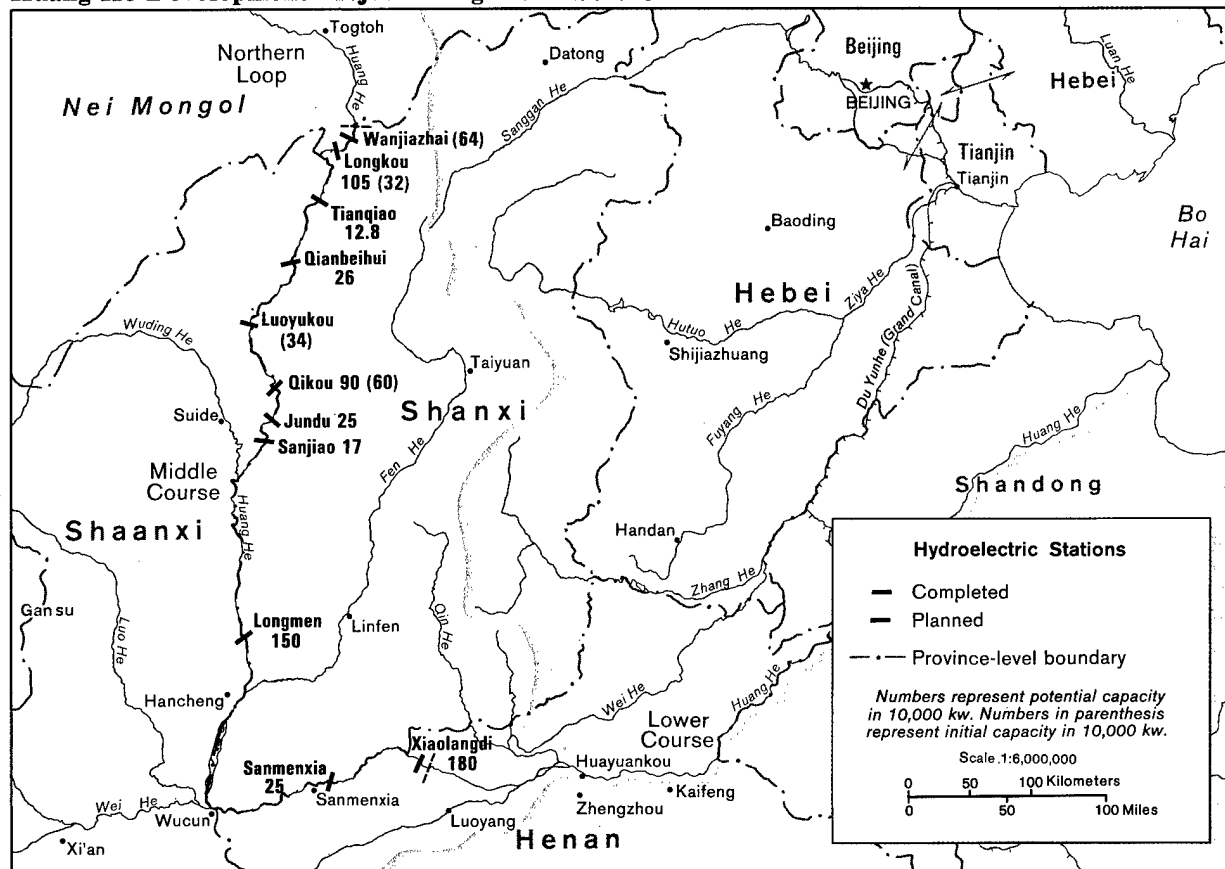 Togtoh
Northern
Loop
Huang He
Nei Mongol
Datong
Sanggan He
Beijing
BEIJING
Luan He
Hebei
Wanjiazhai (64)
Longkou
105 (32)
Tianjin
Tianjin
Tianqiao
12.8
Baoding
Bo
Hai
Qianbeihui
26
Hebei
Ziya He
Du Yunhe (Grand Canal)
Wuding He
Luoyukou
(34)
Hutuo He
Shijiazhuang
Taiyuan
Qikou 90 (60)
Shanxi
Suide
Jundu 25
Sanjiao 17
Fen He
Fuyang He
Huang He
Middle
Course
Huang He
Shandong
Shaanxi
Handan
Zhang He
Gansu
Luo He
Longmen
150
Linfen
Qin He
Hancheng
Wei He
Huang He
Lower
Course
Xiaolangdi
180
Sanmenxia
25
Sanmenxia
Huayuankou
Zhengzhou
Kaifeng
Wei He
Wucun
Luoyang
Xi'an
Henan
Hydroelectric Stations
Completed
Planned
Province-level boundary
Numbers represent potential capacity
in 10,000 kw. Numbers in parenthesis
represent initial capacity in 10,000 kw.
Scale 1:6,000,000
0 50 100 Kilometers
0 50 100 Miles